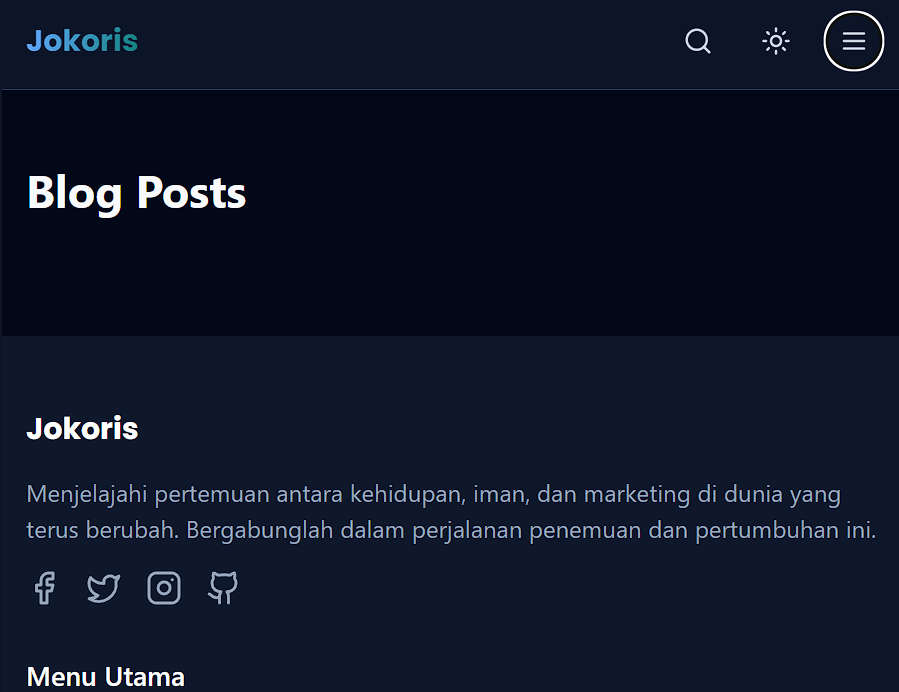 Jokoris
Blog Posts
Jokoris
Menjelajahi pertemuan antara kehidupan, iman, dan marketing di dunia yang
terus berubah. Bergabunglah dalam perjalanan penemuan dan pertumbuhan ini.
Menu Utama